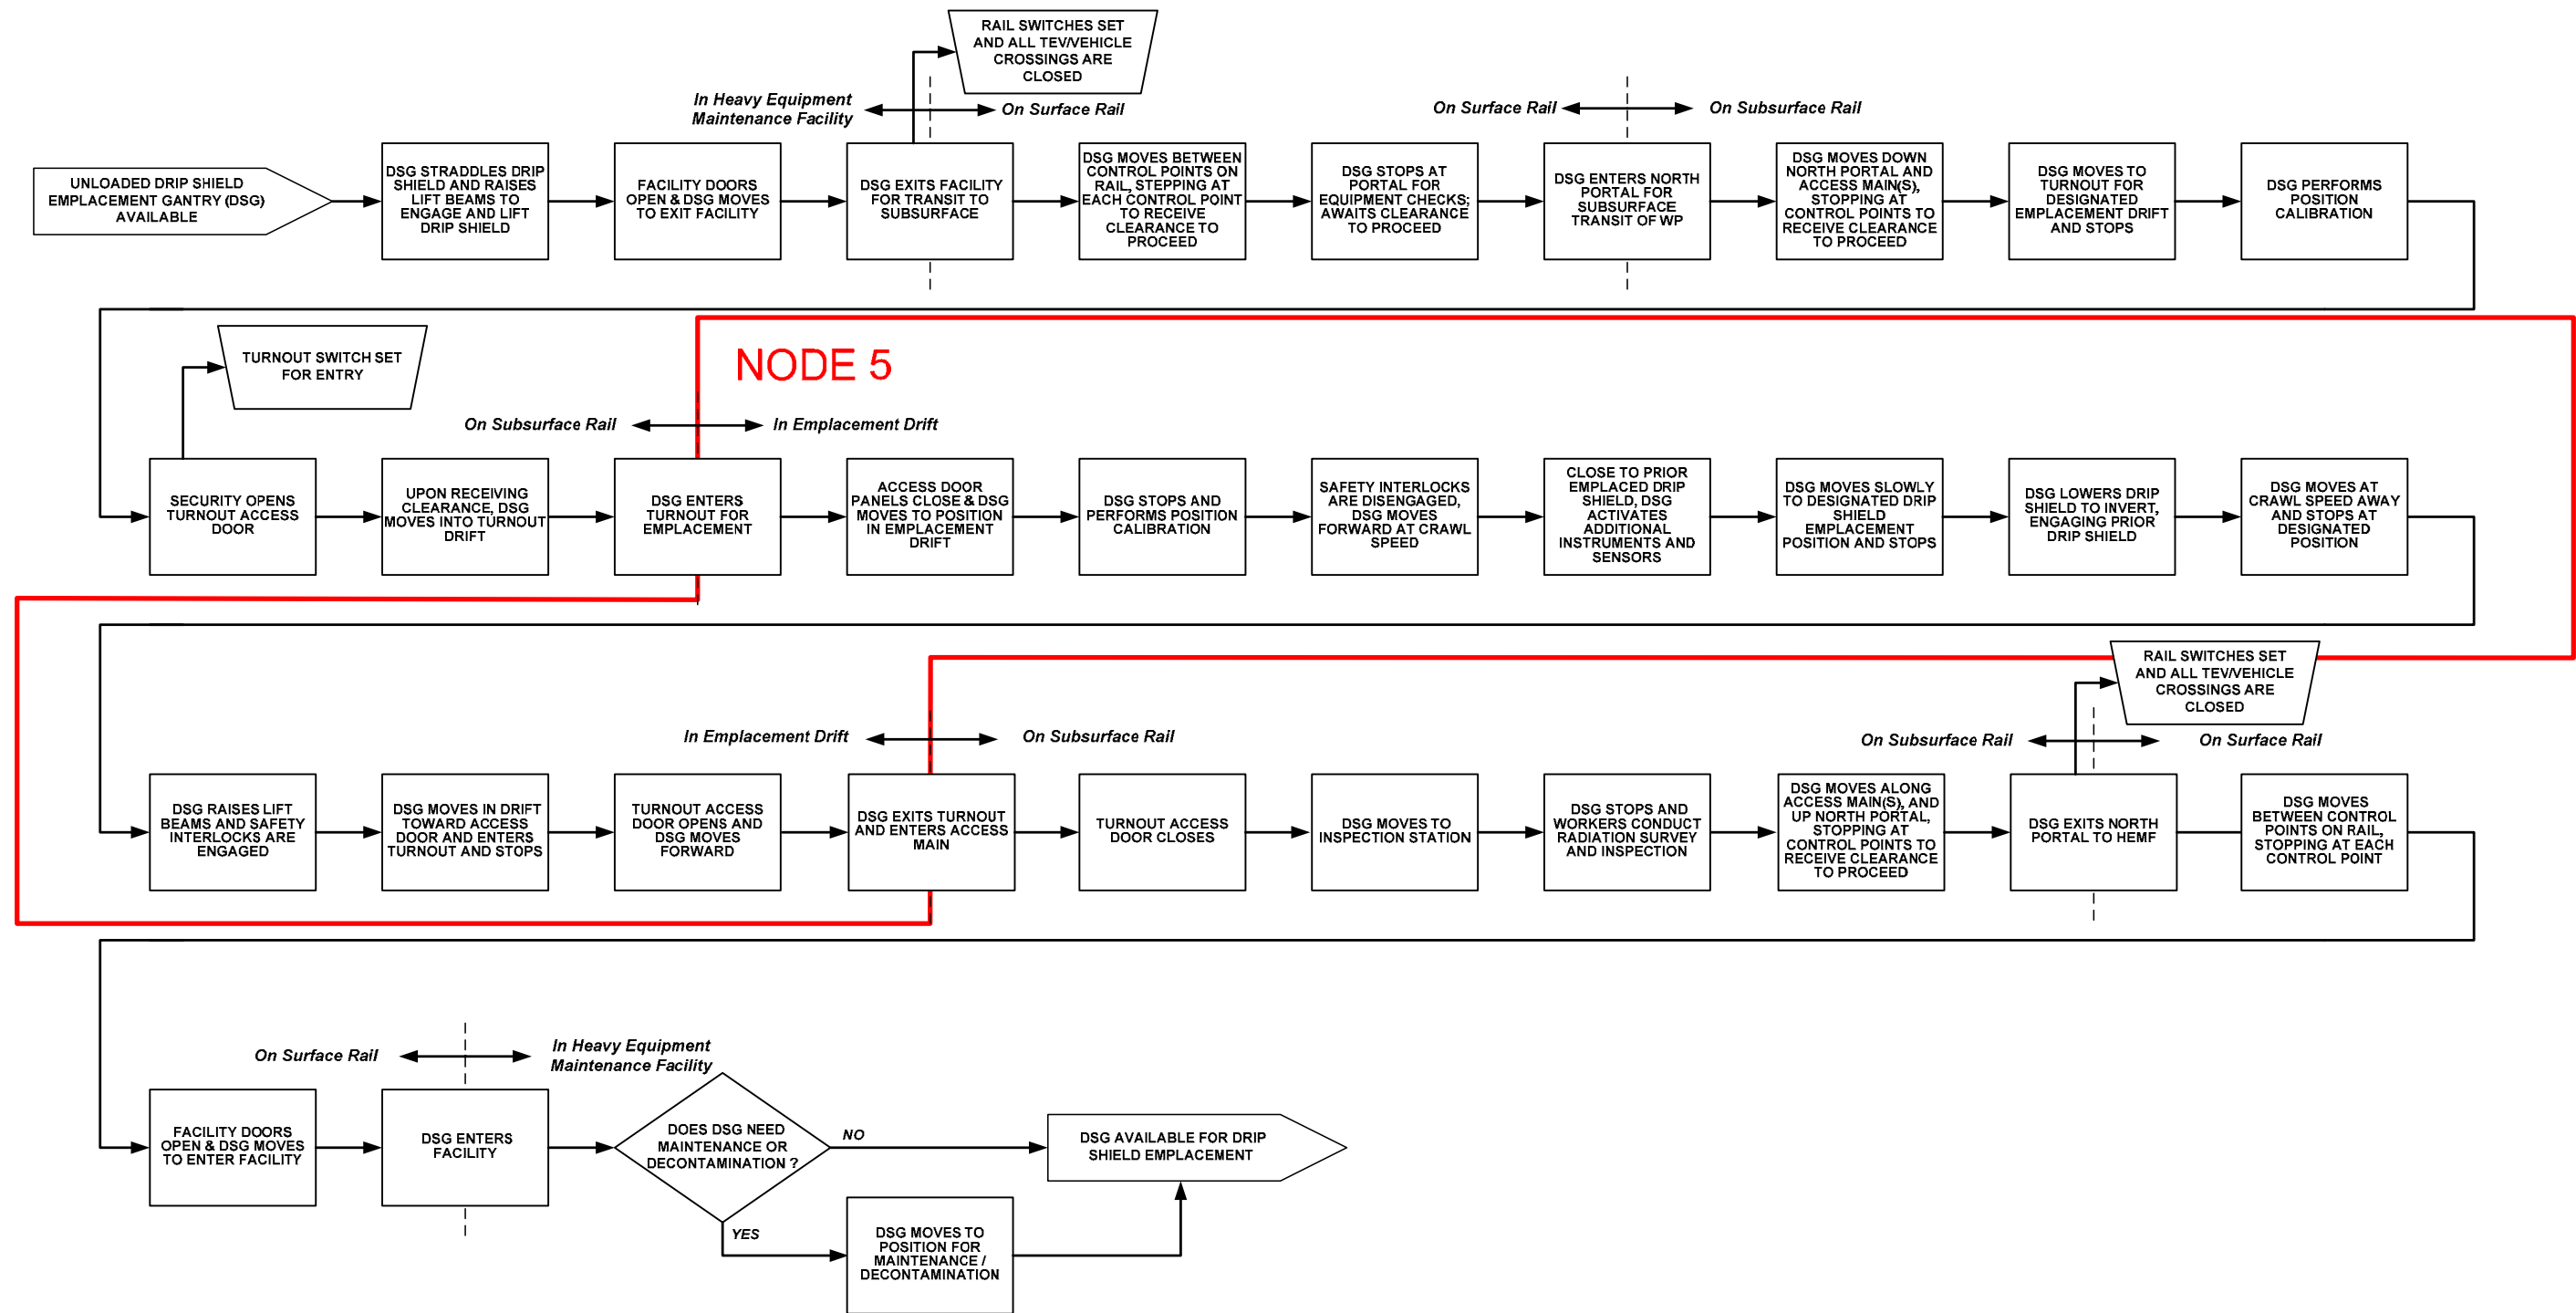 RAIL SWITCHES SET
AND ALL TEV/VEHICLE
CROSSINGS ARE
CLOSED
In Heavy Equipment
Maintenance Facility
On Surface Rail
On Surface Rail
On Subsurface Rail
UNLOADED DRIP SHIELD
EMPLACEMENT GANTRY (DSG)
AVAILABLE
DSG STRADDLES DRIP
SHIELD AND RAISES
LIFT BEAMS TO
ENGAGE AND LIFT
DRIP SHIELD
FACILITY DOORS
OPEN & DSG MOVES
TO EXIT FACILITY
DSG EXITS FACILITY
FOR TRANSIT TO
SUBSURFACE
DSG MOVES BETWEEN
CONTROL POINTS ON
RAIL, STEPPING AT
EACH CONTROL POINT
TO RECEIVE
CLEARANCE TO
PROCEED
DSG STOPS AT
PORTAL FOR
EQUIPMENT CHECKS;
AWAITS CLEARANCE
TO PROCEED
DSG ENTERS NORTH
PORTAL FOR
SUBSURFACE
TRANSIT OF WP
DSG MOVES DOWN
NORTH PORTAL AND
ACCESS MAIN(S),
STOPPING AT
CONTROL POINTS TO
RECEIVE CLEARANCE
TO PROCEED
DSG MOVES TO
TURNOUT FOR
DESIGNATED
EMPLACEMENT DRIFT
AND STOPS
DSG PERFORMS
POSITION
CALIBRATION
TURNOUT SWITCH SET
FOR ENTRY
NODE 5
On Subsurface Rail
In Emplacement Drift
SECURITY OPENS
TURNOUT ACCESS
DOOR
UPON RECEIVING
CLEARANCE, DSG
MOVES INTO TURNOUT
DRIFT
DSG ENTERS
TURNOUT FOR
EMPLACEMENT
ACCESS DOOR
PANELS CLOSE & DSG
MOVES TO POSITION
IN EMPLACEMENT
DRIFT
DSG STOPS AND
PERFORMS POSITION
CALIBRATION
SAFETY INTERLOCKS
ARE DISENGAGED,
DSG MOVES
FORWARD AT CRAWL
SPEED
CLOSE TO PRIOR
EMPLACED DRIP
SHIELD, DSG
ACTIVATES
ADDITIONAL
INSTRUMENTS AND
SENSORS
DSG MOVES SLOWLY
TO DESIGNATED DRIP
SHIELD
EMPLACEMENT
POSITION AND STOPS
DSG LOWERS DRIP
SHIELD TO INVERT,
ENGAGING PRIOR
DRIP SHIELD
DSG MOVES AT
CRAWL SPEED AWAY
AND STOPS AT
DESIGNATED
POSITION
RAIL SWITCHES SET
AND ALL TEV/VEHICLE
CROSSINGS ARE
CLOSED
In Emplacement Drift
On Subsurface Rail
On Subsurface Rail
On Surface Rail
DSG RAISES LIFT
BEAMS AND SAFETY
INTERLOCKS ARE
ENGAGED
DSG MOVES IN DRIFT
TOWARD ACCESS
DOOR AND ENTERS
TURNOUT AND STOPS
TURNOUT ACCESS
DOOR OPENS AND
DSG MOVES
FORWARD
DSG EXITS TURNOUT
AND ENTERS ACCESS
MAIN
TURNOUT ACCESS
DOOR CLOSES
DSG MOVES TO
INSPECTION STATION
DSG STOPS AND
WORKERS CONDUCT
RADIATION SURVEY
AND INSPECTION
DSG MOVES ALONG
ACCESS MAIN(S), AND
UP NORTH PORTAL,
STOPPING AT
CONTROL POINTS TO
RECEIVE CLEARANCE
TO PROCEED
DSG EXITS NORTH
PORTAL TO HEMF
DSG MOVES
BETWEEN CONTROL
POINTS ON RAIL,
STOPPING AT EACH
CONTROL POINT
On Surface Rail
In Heavy Equipment
Maintenance Facility
FACILITY DOORS
OPEN & DSG MOVES
TO ENTER FACILITY
DSG ENTERS
FACILITY
DOES DSG NEED
MAINTENANCE OR
DECONTAMINATION ?
NO
DSG AVAILABLE FOR DRIP
SHIELD EMPLACEMENT
YES
DSG MOVES TO
POSITION FOR
MAINTENANCE /
DECONTAMINATION